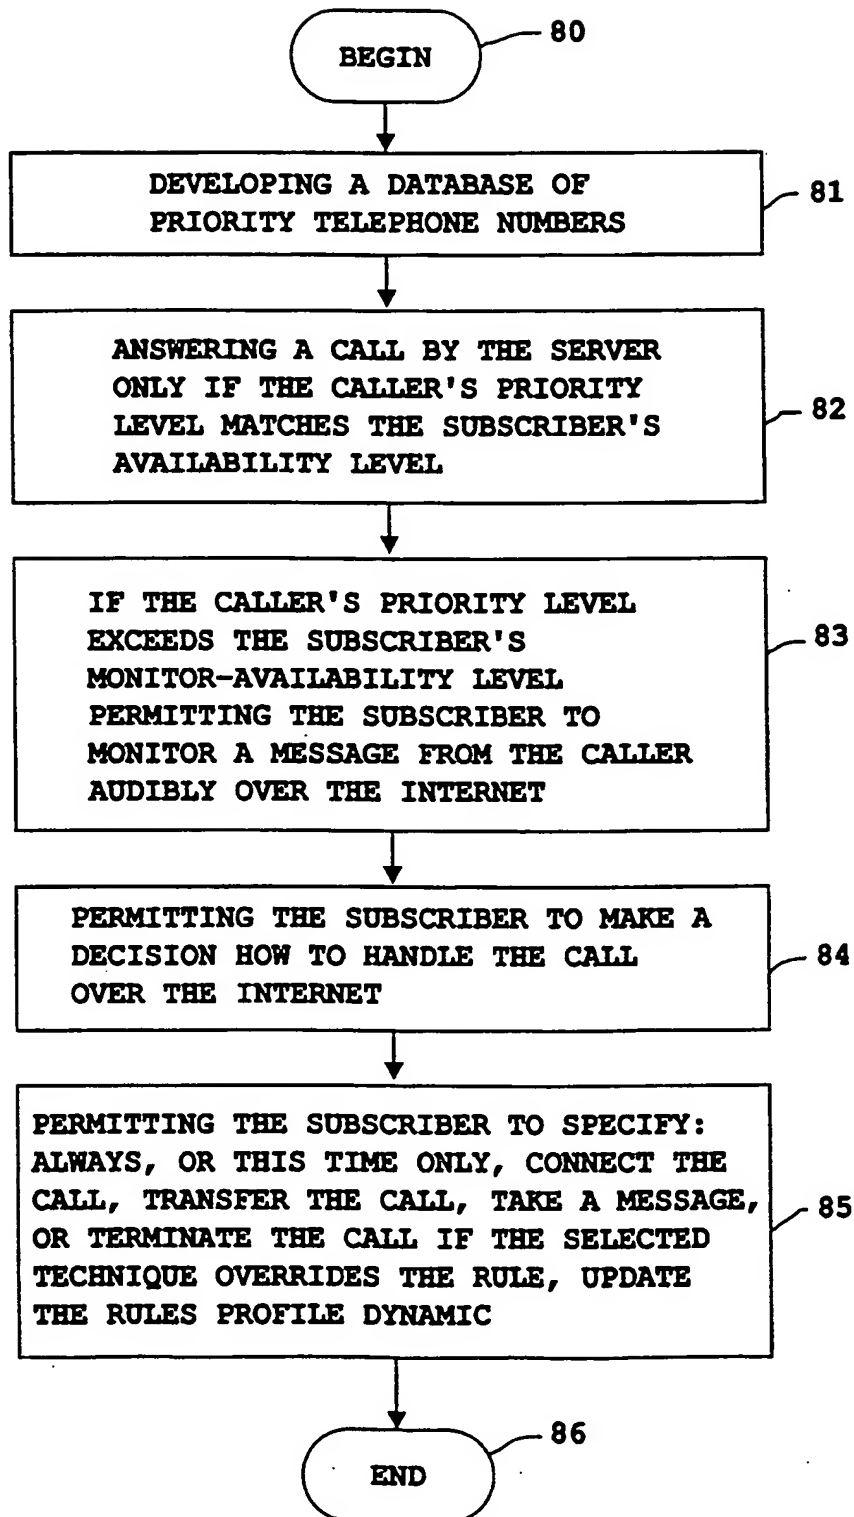 BEGIN
80
DEVELOPING A DATABASE OF
PRIORITY TELEPHONE NUMBERS
81
ANSWERING A CALL BY THE SERVER
ONLY IF THE CALLER'S PRIORITY
LEVEL MATCHES THE SUBSCRIBER'S
AVAILABILITY LEVEL
82
IF THE CALLER'S PRIORITY LEVEL
EXCEEDS THE SUBSCRIBER'S
MONITOR-AVAILABILITY LEVEL
PERMITTING THE SUBSCRIBER TO
MONITOR A MESSAGE FROM THE CALLER
AUDIBLY OVER THE INTERNET
83
PERMITTING THE SUBSCRIBER TO MAKE A
DECISION HOW TO HANDLE THE CALL
OVER THE INTERNET
84
PERMITTING THE SUBSCRIBER TO SPECIFY:
ALWAYS, OR THIS TIME ONLY, CONNECT THE
CALL, TRANSFER THE CALL, TAKE A MESSAGE,
OR TERMINATE THE CALL IF THE SELECTED
TECHNIQUE OVERRIDES THE RULE, UPDATE
THE RULES PROFILE DYNAMIC
85
END
86